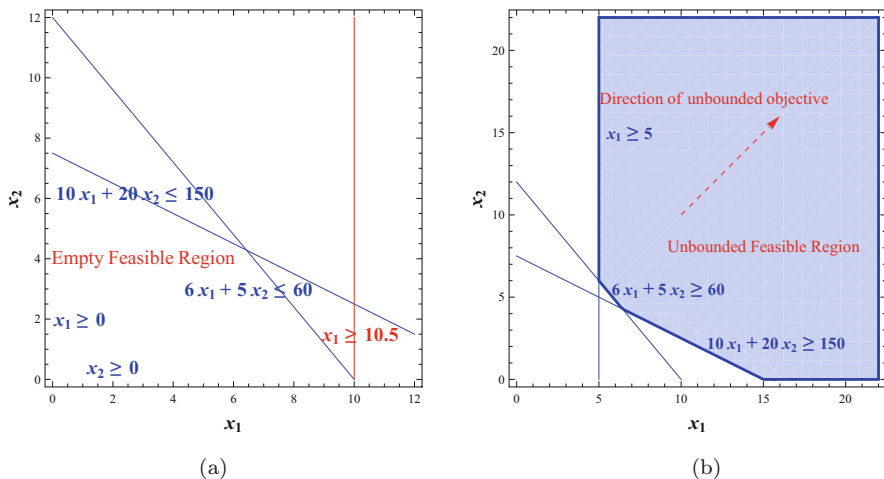 12
10
8
6
4
2
0
x₂
10 x₁ + 20 x₂ ≤ 150
Empty Feasible Region
6 x₁ + 5 x₂ ≤ 60
x₁ ≥ 0
x₁ ≥ 10.5
x₂ ≥ 0
0 2 4 6 8 10 12
x₁
(a)
20
15
10
5
0
x₂
Direction of unbounded objective
x₁ ≥ 5
Unbounded Feasible Region
6 x₁ + 5 x₂ ≥ 60
10 x₁ + 20 x₂ ≥ 150
0 5 10 15 20
x₁
(b)